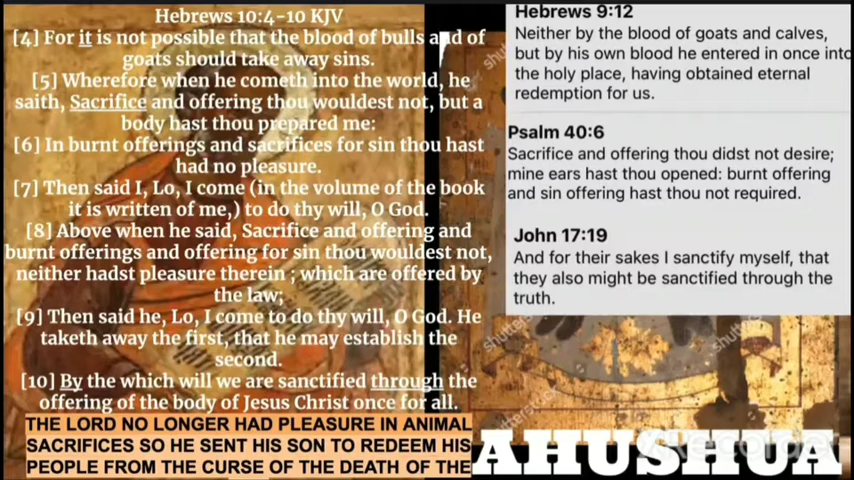 Hebrews 10:4-10 KJV
[4] For it is not possible that the blood of bulls and of
goats should take away sins.
[5] Wherefore when he cometh into the world, he
saith, Sacrifice and offering thou wouldest not, but a
body hast thou prepared me:
[6] In burnt offerings and sacrifices for sin thou hast
had no pleasure.
[7] Then said I, Lo, I come (in the volume of the book
it is written of me,) to do thy will, O God.
[8] Above when he said, Sacrifice and offering and
burnt offerings and offering for sin thou wouldest not,
neither hadst pleasure therein ; which are offered by
the law;
[9] Then said he, Lo, I come to do thy will, O God. He
taketh away the first, that he may establish the
second.
[10] By the which will we are sanctified through the
offering of the body of Jesus Christ once for all.
THE LORD NO LONGER HAD PLEASURE IN ANIMAL
SACRIFICES SO HE SENT HIS SON TO REDEEM HIS
PEOPLE FROM THE CURSE OF THE DEATH OF THE
Hebrews 9:12
Neither by the blood of goats and calves,
but by his own blood he entered in once into
the holy place, having obtained eternal
redemption for us.
Psalm 40:6
Sacrifice and offering thou didst not desire;
mine ears hast thou opened: burnt offering
and sin offering hast thou not required.
John 17:19
And for their sakes I sanctify myself, that
they also might be sanctified through the
truth.
AHUSHUA